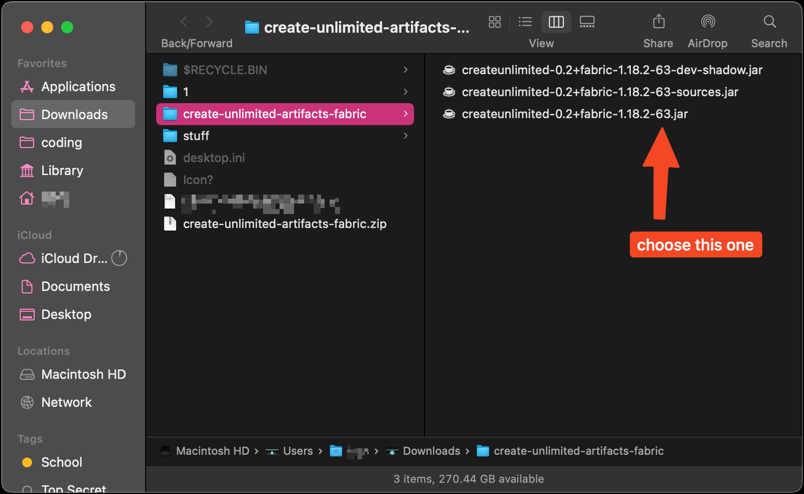 create-unlimited-artifacts-...
Back/Forward
View
Share
AirDrop
Search
Favorites
Applications
Downloads
coding
Library
iCloud
iCloud Dr...
Documents
Desktop
Locations
Macintosh HD
Network
Tags
School
Top Secret
$RECYCLE.BIN
1
create-unlimited-artifacts-fabric
stuff
desktop.ini
Icon?
create-unlimited-artifacts-fabric.zip
createunlimited-0.2+fabric-1.18.2-63-dev-shadow.jar
createunlimited-0.2+fabric-1.18.2-63-sources.jar
createunlimited-0.2+fabric-1.18.2-63.jar
choose this one
Macintosh HD › Users › › Downloads › create-unlimited-artifacts-fabric
3 items, 270.44 GB available